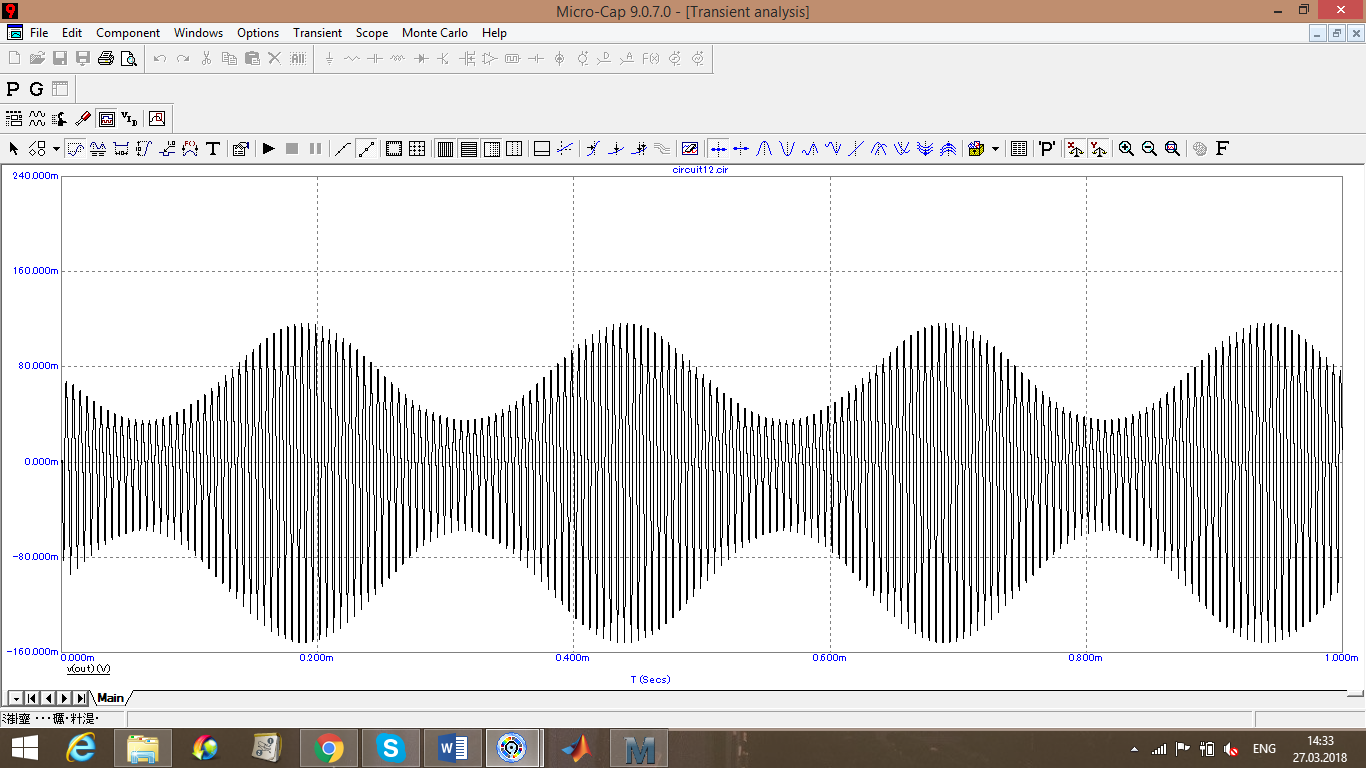 Micro-Cap 9.0.7.0 - [Transient analysis]
File Edit Component Windows Options Transient Scope Monte Carlo Help
P G
T 'P' F
circuit12.cir
240.000m
160.000m
80.000m
0.000m
-80.000m
-160.000m
0.000m 0.200m 0.400m 0.600m 0.800m 1.000m
v(out) (V)
T (Secs)
Main
ENG
14:33
27.03.2018